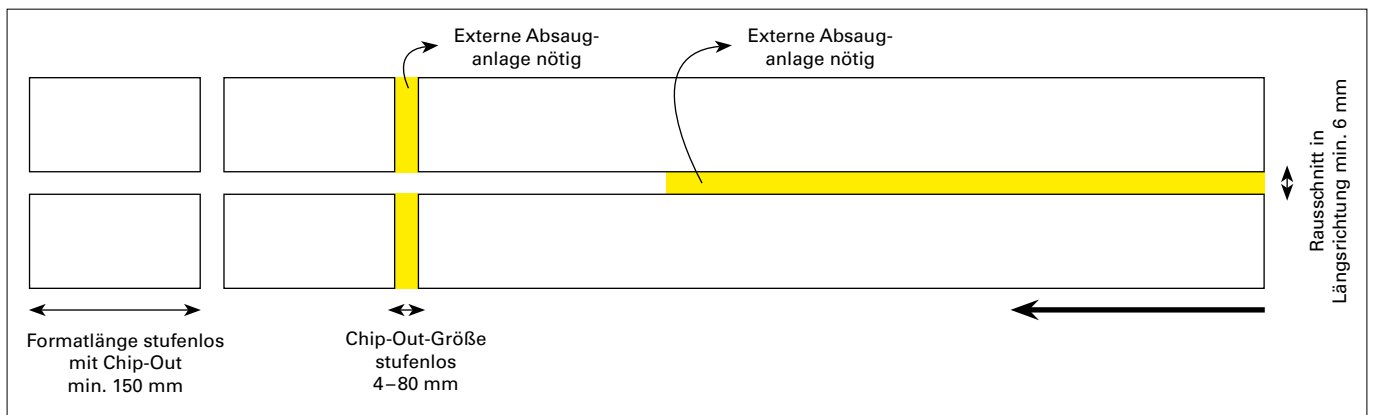 Externe Absaug-
anlage nötig
Externe Absaug-
anlage nötig
Rausschnitt in
Längsrichtung min. 6 mm
Formatlänge stufenlos
mit Chip-Out
min. 150 mm
Chip-Out-Größe
stufenlos
4–80 mm